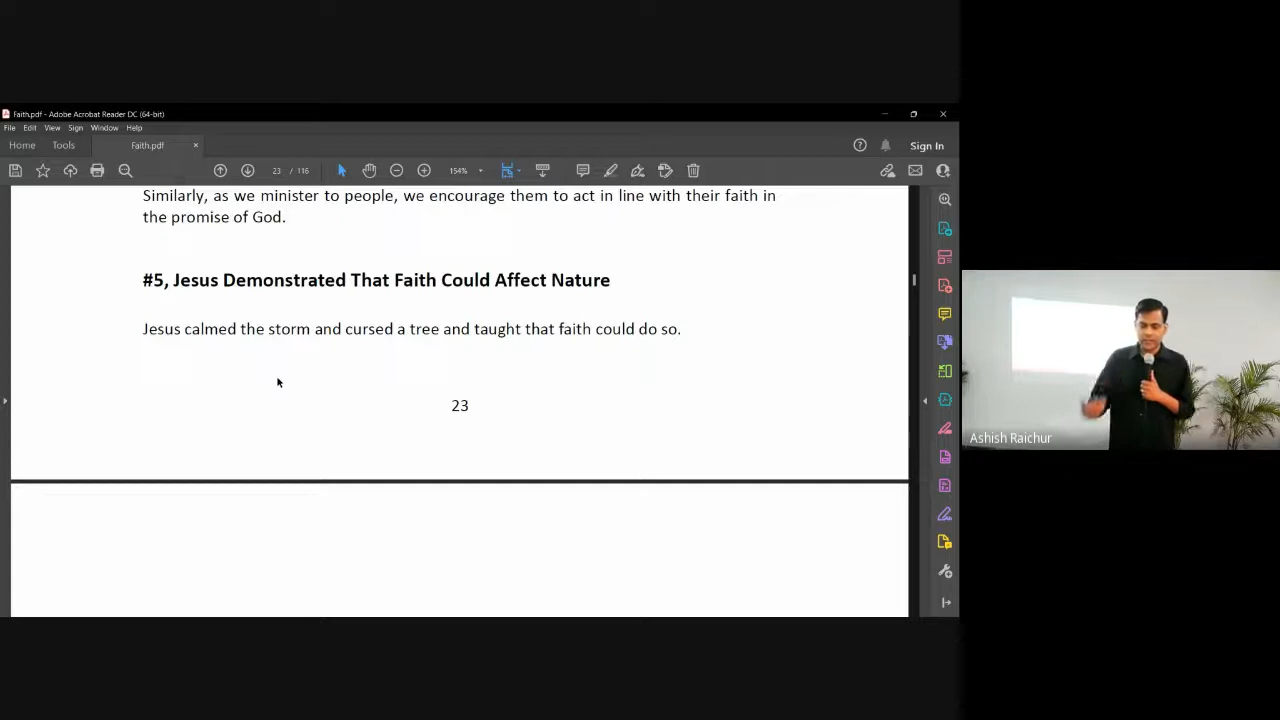 Faith.pdf - Adobe Acrobat Reader DC (64-bit)
File Edit View Sign Window Help
Home Tools Faith.pdf × Sign In
23 / 116 154%
Similarly, as we minister to people, we encourage them to act in line with their faith in
the promise of God.
#5, Jesus Demonstrated That Faith Could Affect Nature
Jesus calmed the storm and cursed a tree and taught that faith could do so.
23
Ashish Raichur